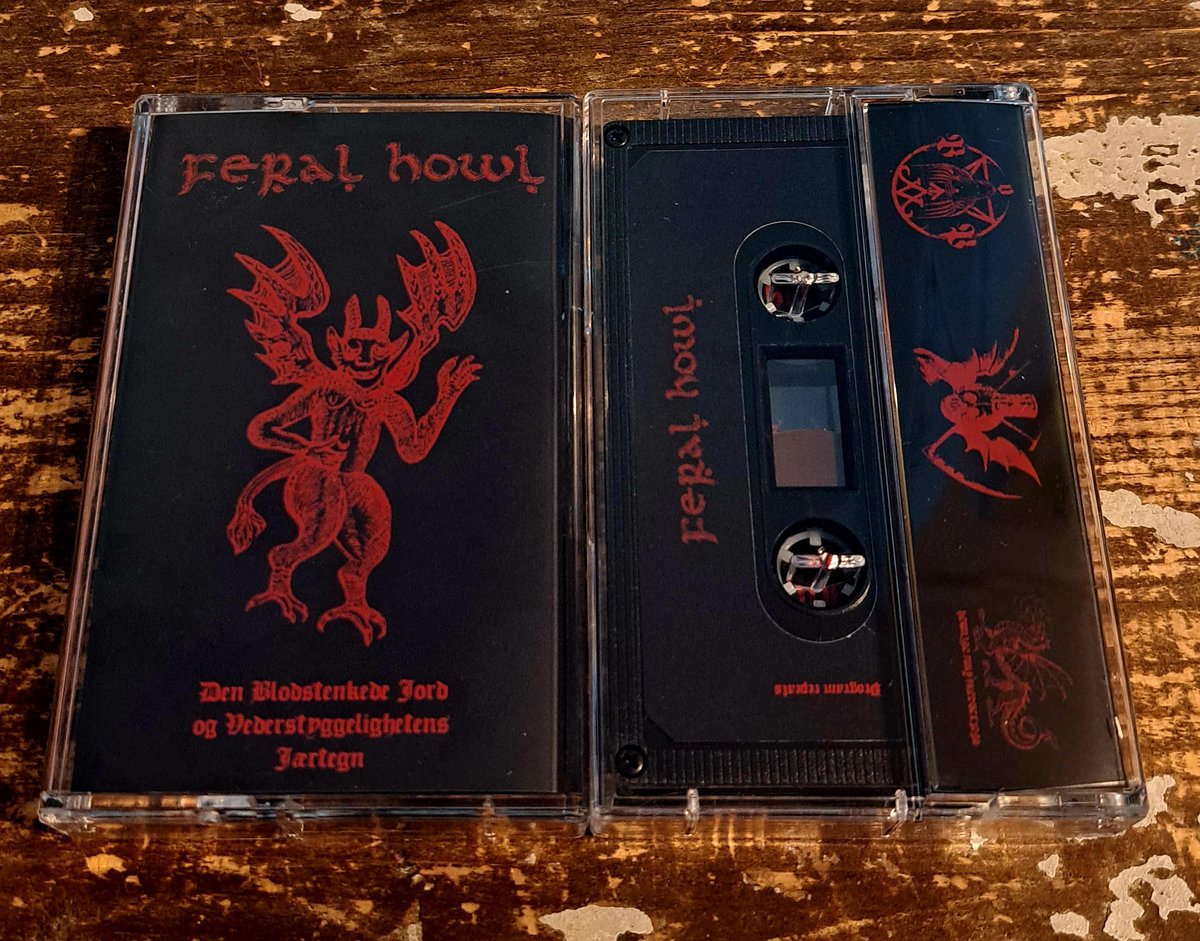 Feral Howl
Den Blodstenkede Jord
og Vederstyggelighetens
Jærtegn
Feral Howl
Program repeats